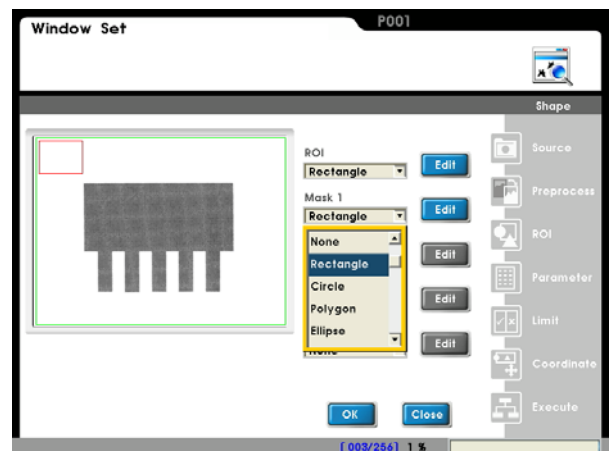 Window Set
P001
Shape
ROI
Rectangle
Edit
Mask 1
Rectangle
Edit
None
Rectangle
Circle
Polygon
Ellipse
Edit
Edit
Edit
None
OK
Close
Source
Preprocess
ROI
Parameter
Limit
Coordinate
Execute
[003/256] 1 %